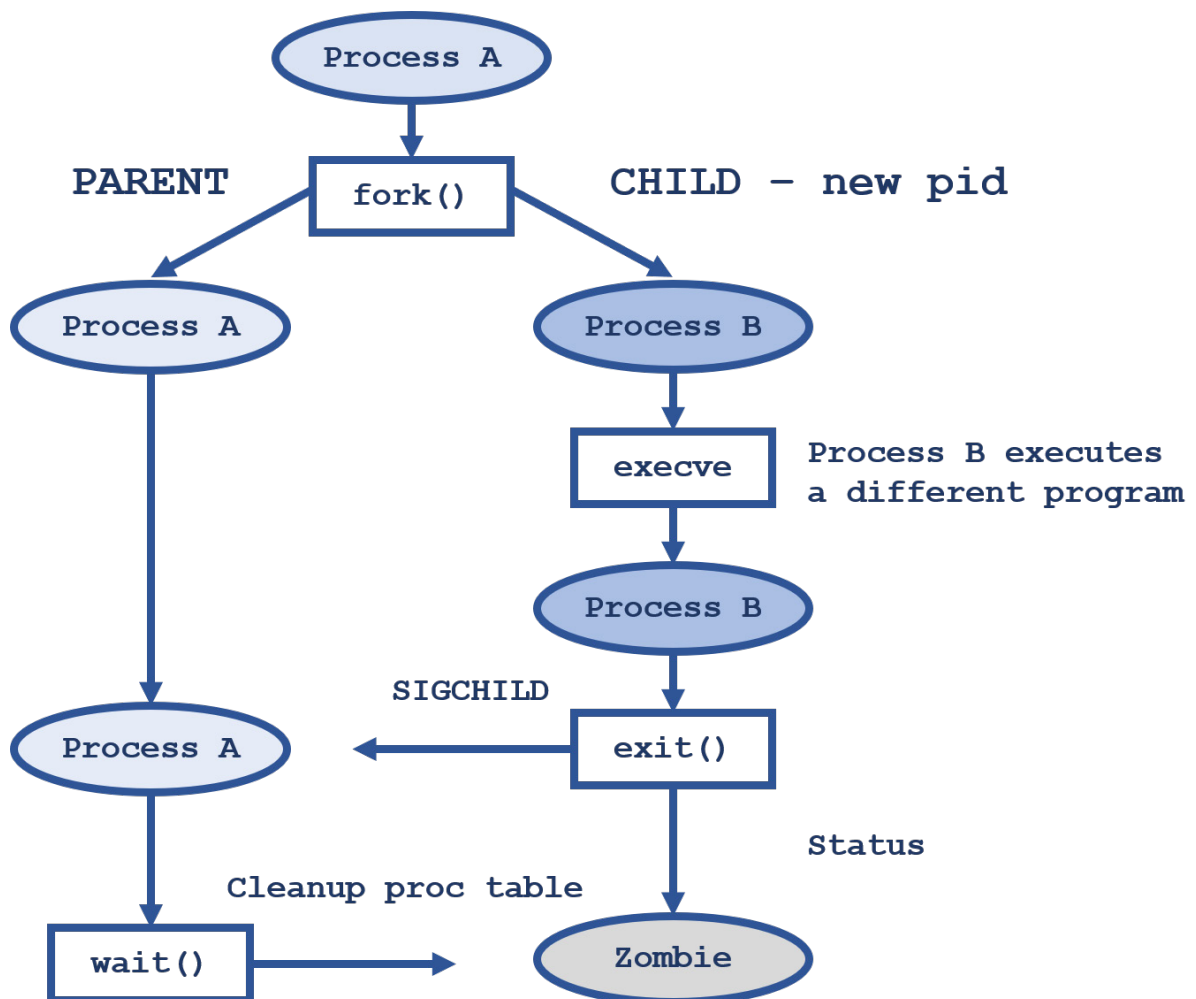 Process A
PARENT
fork()
CHILD – new pid
Process A
Process B
execve
Process B executes
a different program
Process B
SIGCHILD
Process A
exit()
Status
Cleanup proc table
wait()
Zombie